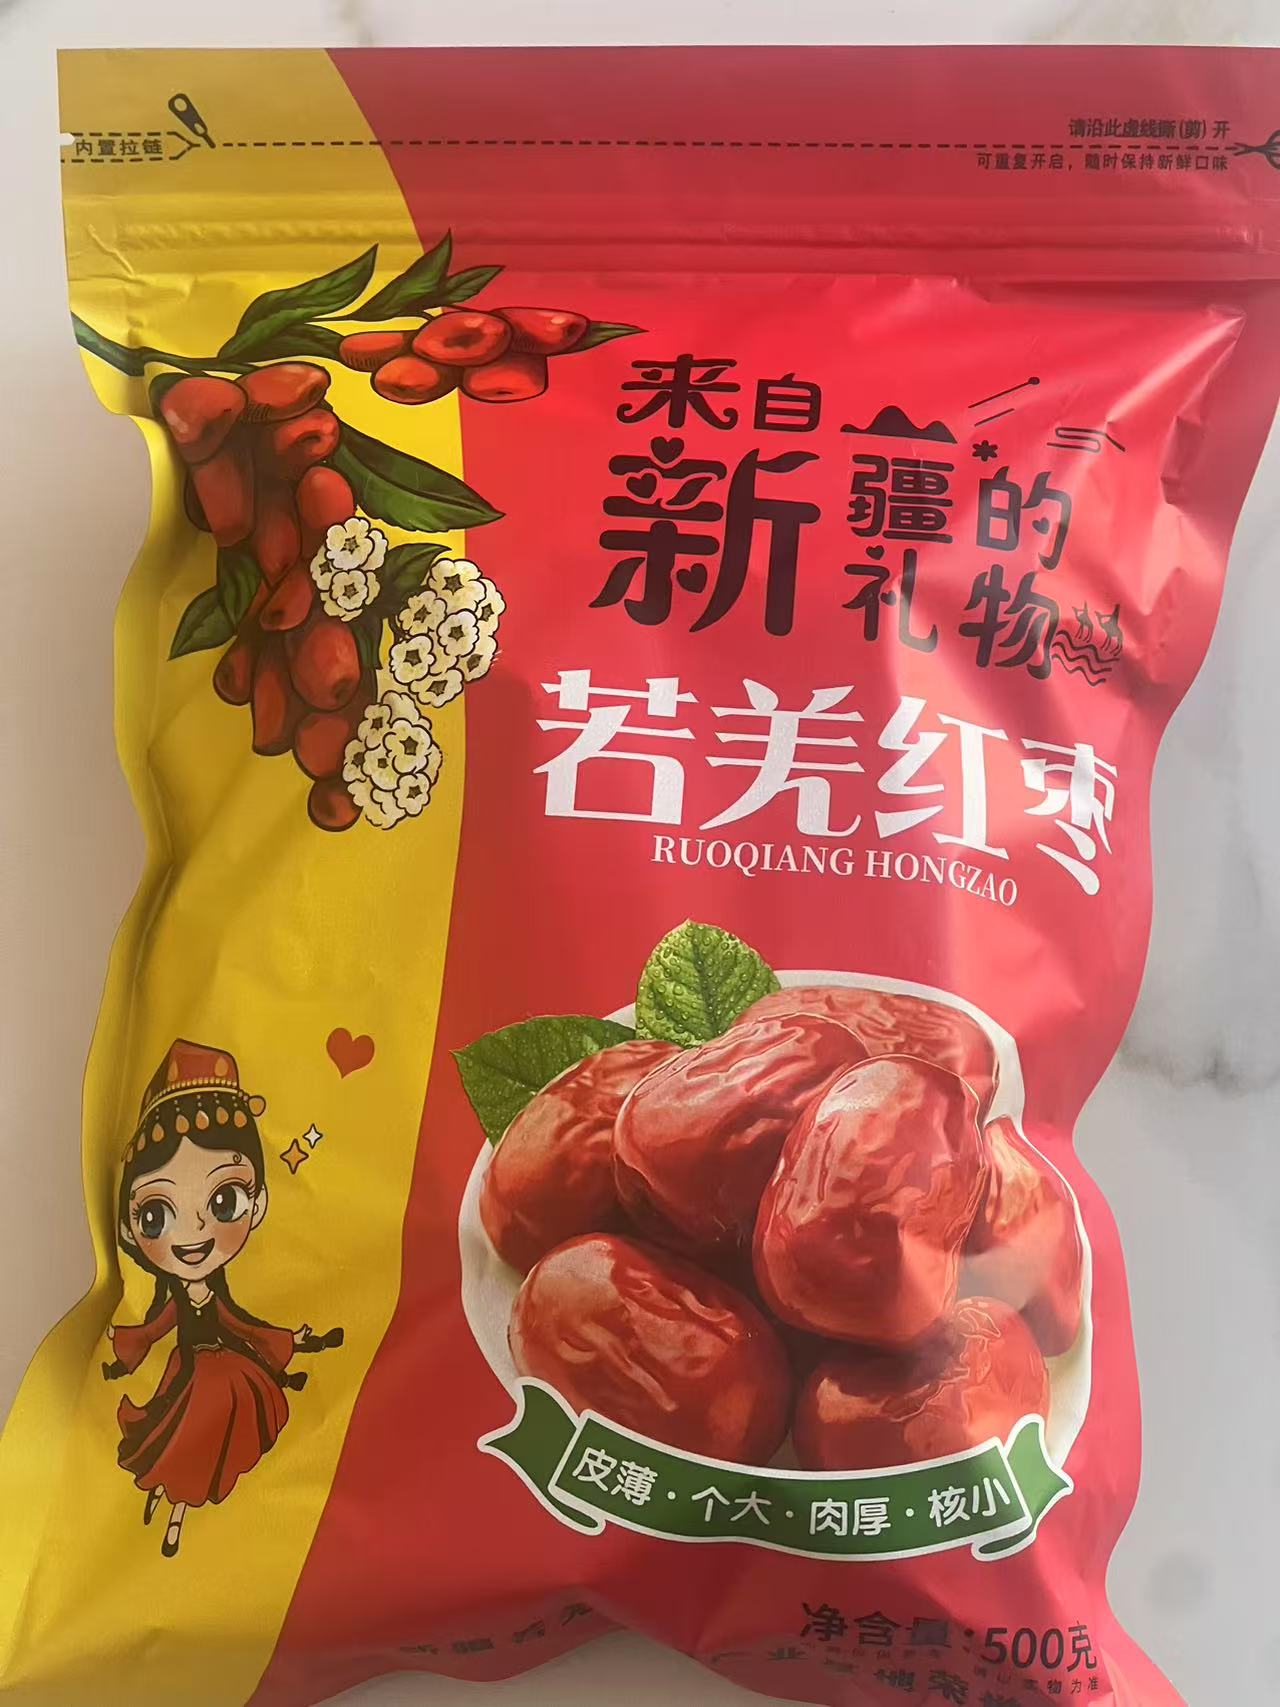 内置拉链
请沿此虚线撕(剪)开
可重复开启，随时保持新鲜口味
来自
新疆的
礼物
若羌红枣
RUOQIANG HONGZAO
皮薄·个大·肉厚·核小
净含量:500克